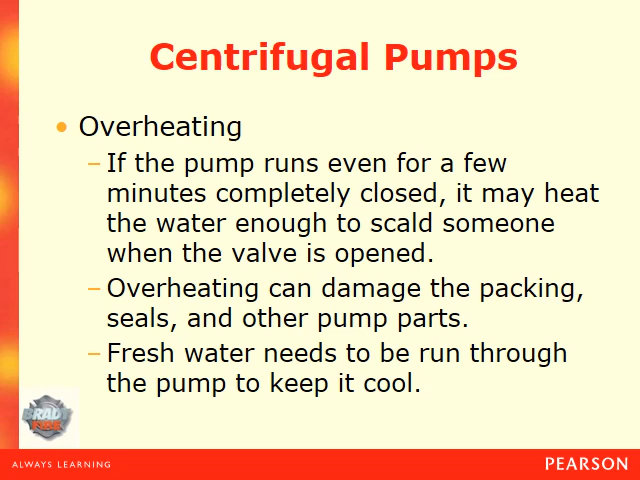 Centrifugal Pumps
• Overheating
– If the pump runs even for a few
minutes completely closed, it may heat
the water enough to scald someone
when the valve is opened.
– Overheating can damage the packing,
seals, and other pump parts.
– Fresh water needs to be run through
the pump to keep it cool.
BRADY
FIRE
ALWAYS LEARNING
PEARSON